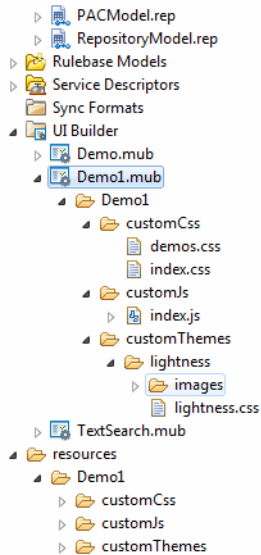 PACModel.rep
RepositoryModel.rep
Rulebase Models
Service Descriptors
Sync Formats
UI Builder
Demo.mub
Demo1.mub
Demo1
customCss
demos.css
index.css
customJs
index.js
customThemes
lightness
images
lightness.css
TextSearch.mub
resources
Demo1
customCss
customJs
customThemes